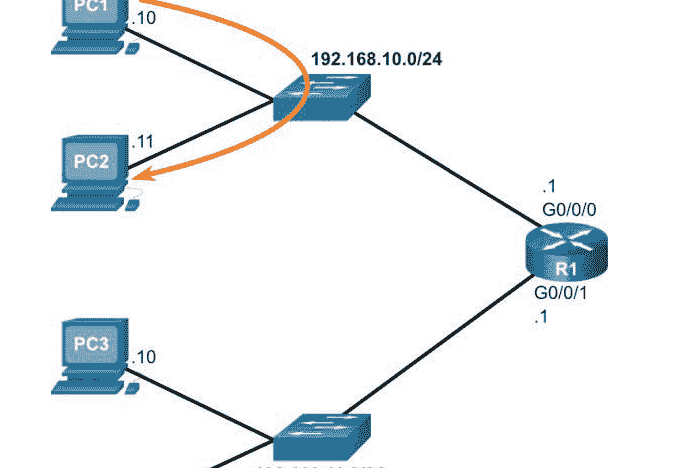 PC1
.10
192.168.10.0/24
.11
PC2
.1
G0/0/0
R1
G0/0/1
.1
PC3
.10